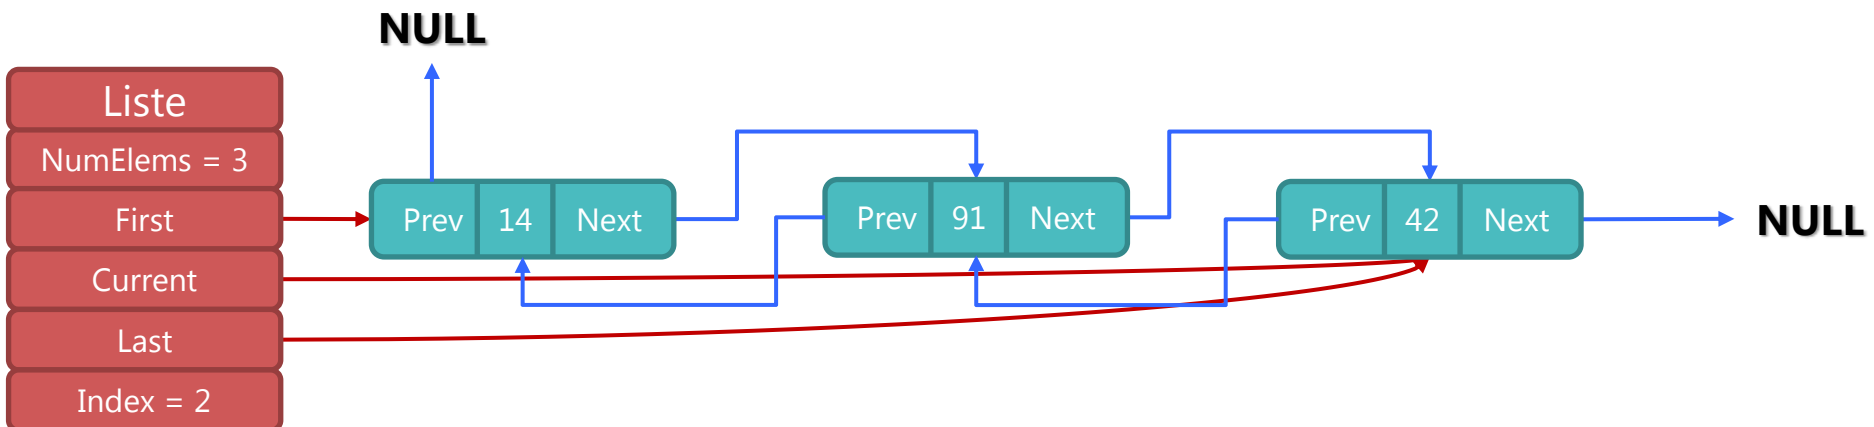 NULL
Liste
NumElems = 3
First
Current
Last
Index = 2
Prev 14 Next
Prev 91 Next
Prev 42 Next
NULL